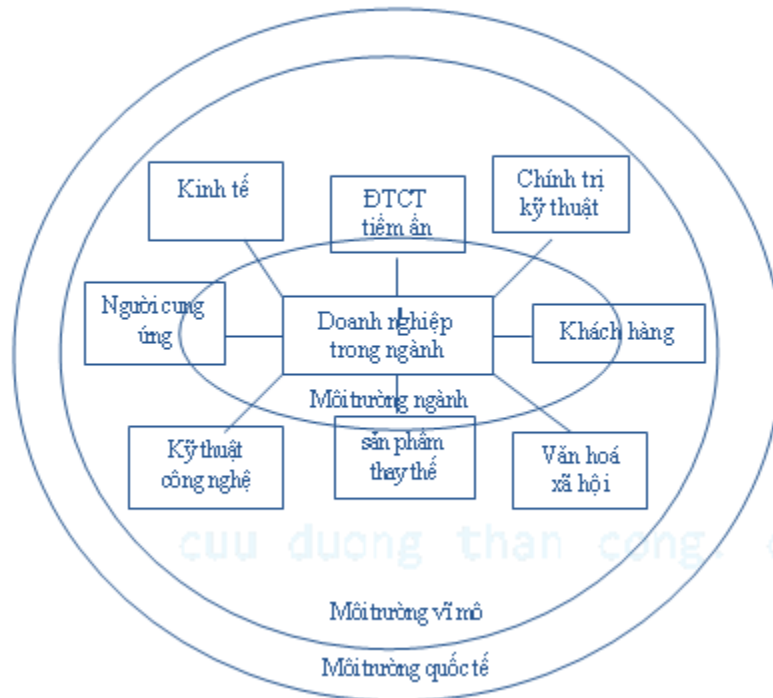 Kinh tế
ĐTCT
tiềm ẩn
Chính trị
kỹ thuật
Người cung
ứng
Doanh nghiệp
trong ngành
Khách hàng
Môi trường ngành
Kỹ thuật
công nghệ
sản phẩm
thay thế
Văn hoá
xã hội
cuu duong than cong.
Môi trường vĩ mô
Môi trường quốc tế